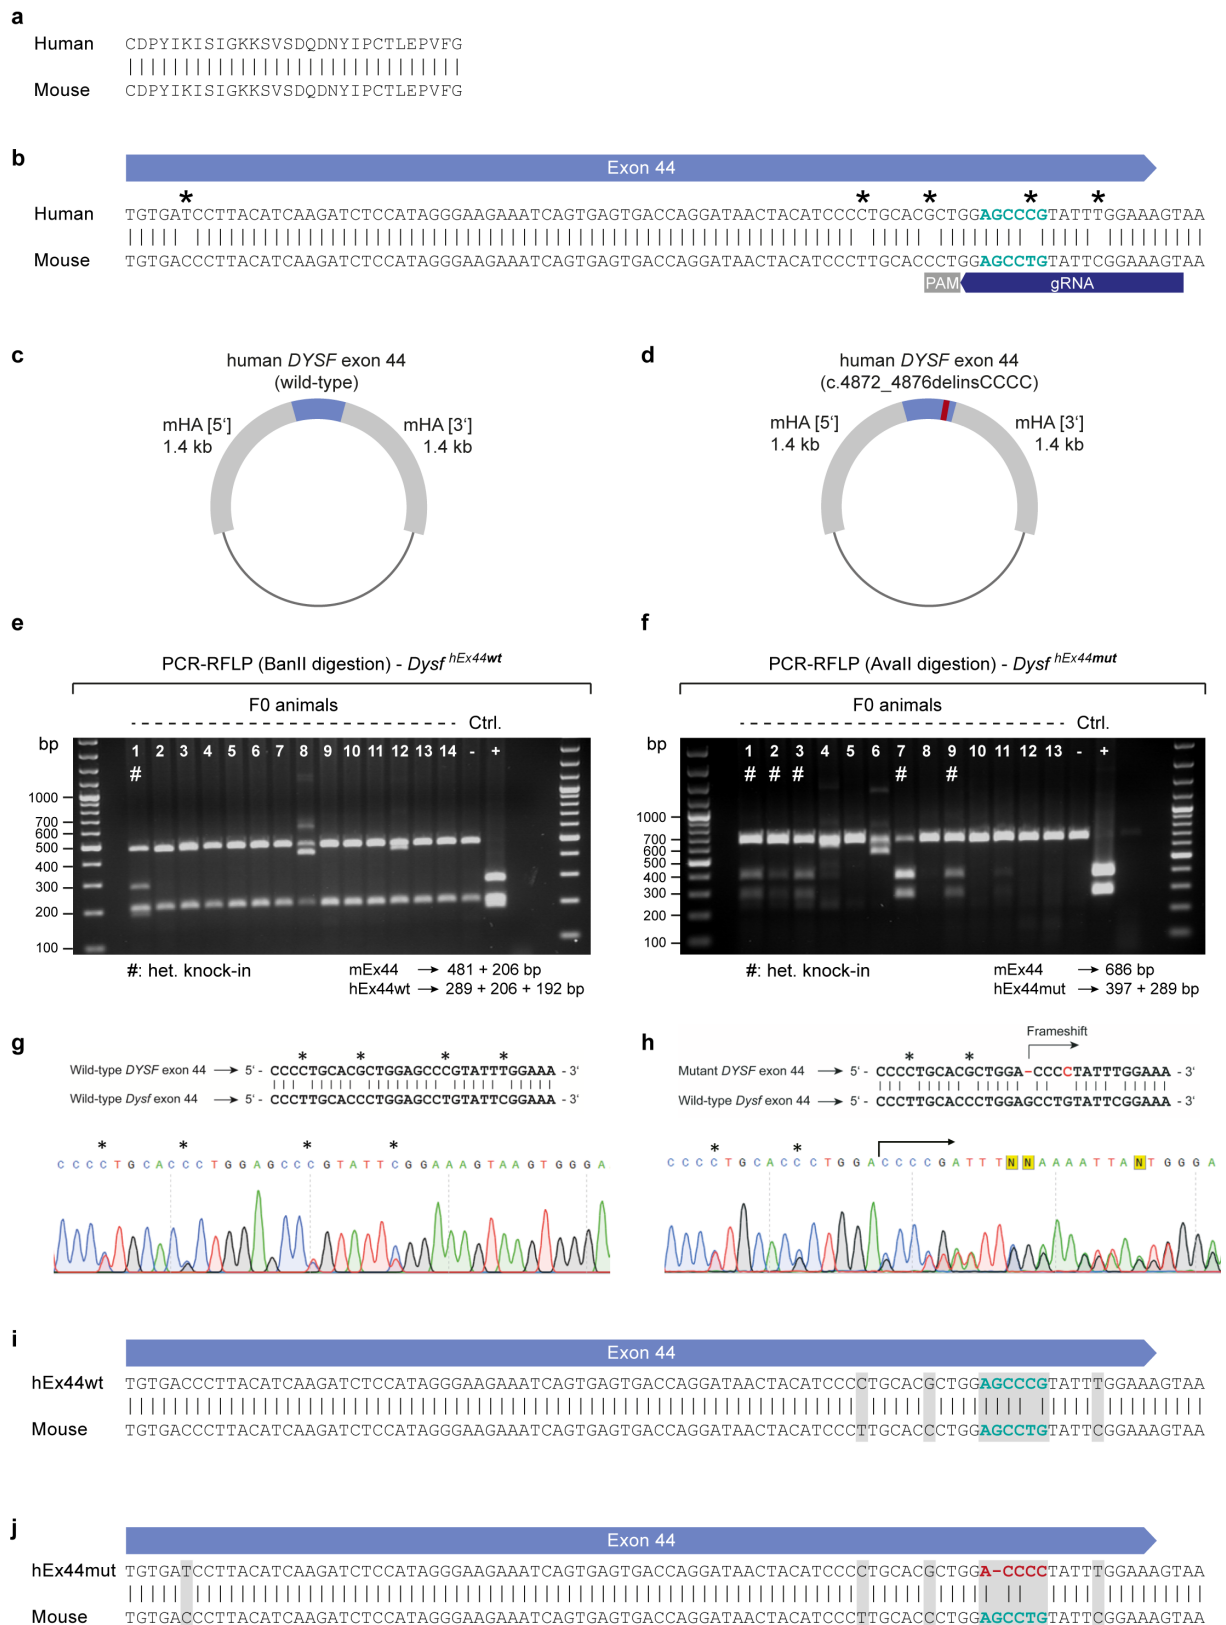 a
Human CDPYIKISIGKKSVSDQDNYIPCTLEPVFG
Mouse CDPYIKISIGKKSVSDQDNYIPCTLEPVFG
b
Exon 44
* * * * *
Human TGTGATCCTTACATCAAGATCTCCATAGGGAAGAAATCAGTGAGTGACCAGGATAACTACATCCCCTGCACGCTGGAGCCCGTATTTGGAAAGTAA
Mouse TGTGACCCTTACATCAAGATCTCCATAGGGAAGAAATCAGTGAGTGACCAGGATAACTACATCCCTTGCACCCTGGAGCCTGTATTCGGAAAGTAA
PAM gRNA
c
human DYSF exon 44
(wild-type)
mHA [5‘]
1.4 kb
mHA [3‘]
1.4 kb
d
human DYSF exon 44
(c.4872_4876delinsCCCC)
mHA [5‘]
1.4 kb
mHA [3‘]
1.4 kb
e
PCR-RFLP (BanII digestion) - Dysf hEx44wt
F0 animals
Ctrl.
bp 1 2 3 4 5 6 7 8 9 10 11 12 13 14 - +
#
1000
700
600
500
400
300
200
100
#: het. knock-in
mEx44 → 481 + 206 bp
hEx44wt → 289 + 206 + 192 bp
f
PCR-RFLP (AvaII digestion) - Dysf hEx44mut
F0 animals
Ctrl.
bp 1 2 3 4 5 6 7 8 9 10 11 12 13 - +
# # # # #
1000
700
600
500
400
300
200
100
#: het. knock-in
mEx44 → 686 bp
hEx44mut → 397 + 289 bp
g
* * * *
Wild-type DYSF exon 44 → 5' - CCCCTGCACGCTGGAGCCCGTATTTGGAAA - 3'
Wild-type Dysf exon 44 → 5' - CCCTTGCACCCTGGAGCCTGTATTCGGAAA - 3'
* * * *
C C C C T G C A C C C T G G A G C C C G T A T T C G G A A A G T A A G T G G G A
h
Frameshift
* *
Mutant DYSF exon 44 → 5' - CCCCTGCACGCTGGA-CCCCTATTTGGAAA - 3'
Wild-type Dysf exon 44 → 5' - CCCTTGCACCCTGGAGCCTGTATTCGGAAA - 3'
* *
C C C C T G C A C C C T G G A C C C C G A T T T N N A A A A T T A N T G G G A
i
Exon 44
hEx44wt TGTGACCCTTACATCAAGATCTCCATAGGGAAGAAATCAGTGAGTGACCAGGATAACTACATCCCCTGCACGCTGGAGCCCGTATTTGGAAAGTAA
Mouse TGTGACCCTTACATCAAGATCTCCATAGGGAAGAAATCAGTGAGTGACCAGGATAACTACATCCCTTGCACCCTGGAGCCTGTATTCGGAAAGTAA
j
Exon 44
hEx44mut TGTGATCCTTACATCAAGATCTCCATAGGGAAGAAATCAGTGAGTGACCAGGATAACTACATCCCCTGCACGCTGGA-CCCCTATTTGGAAAGTAA
Mouse TGTGACCCTTACATCAAGATCTCCATAGGGAAGAAATCAGTGAGTGACCAGGATAACTACATCCCTTGCACCCTGGAGCCTGTATTCGGAAAGTAA